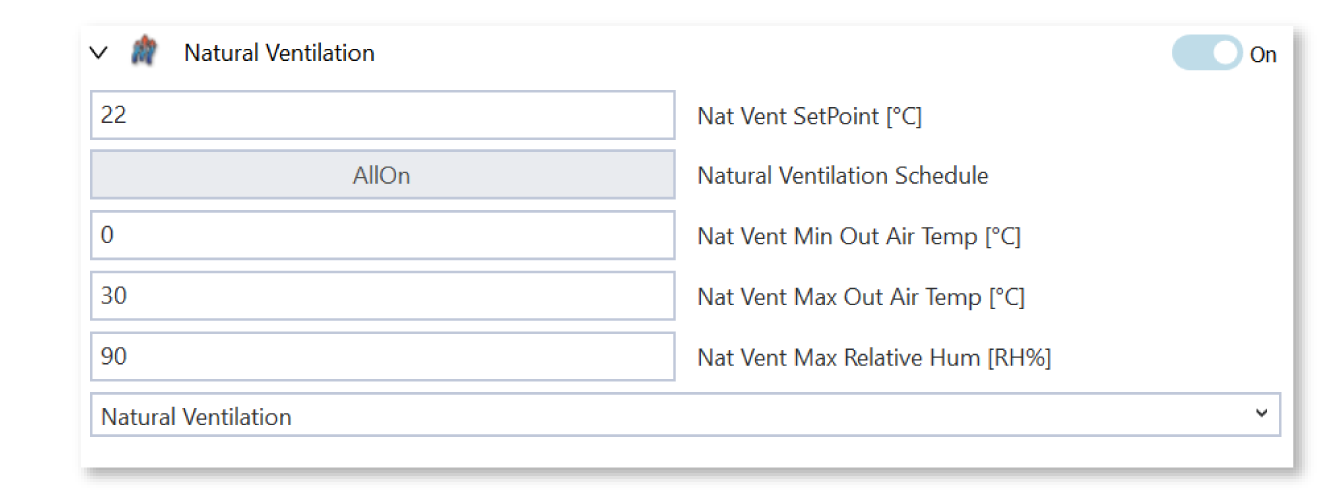 Natural Ventilation On
22 Nat Vent SetPoint [°C]
AllOn Natural Ventilation Schedule
0 Nat Vent Min Out Air Temp [°C]
30 Nat Vent Max Out Air Temp [°C]
90 Nat Vent Max Relative Hum [RH%]
Natural Ventilation